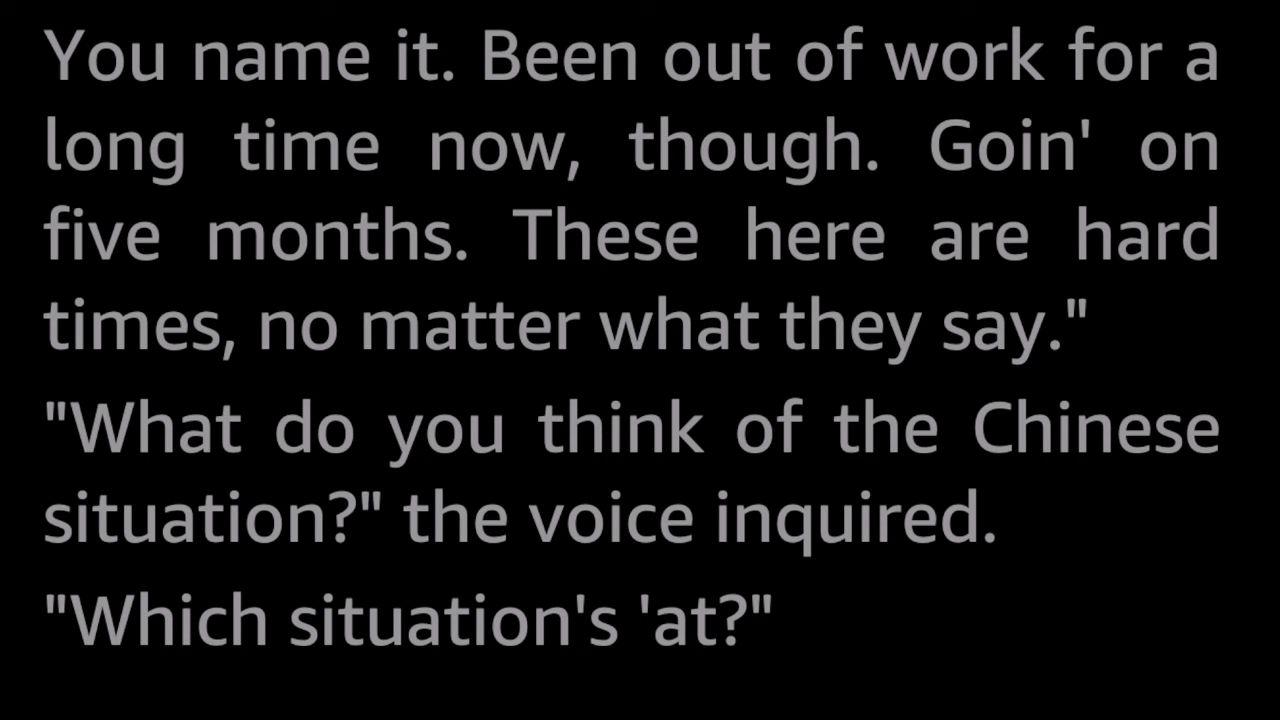 You name it. Been out of work for a
long time now, though. Goin' on
five months. These here are hard
times, no matter what they say."
"What do you think of the Chinese
situation?" the voice inquired.
"Which situation's 'at?"